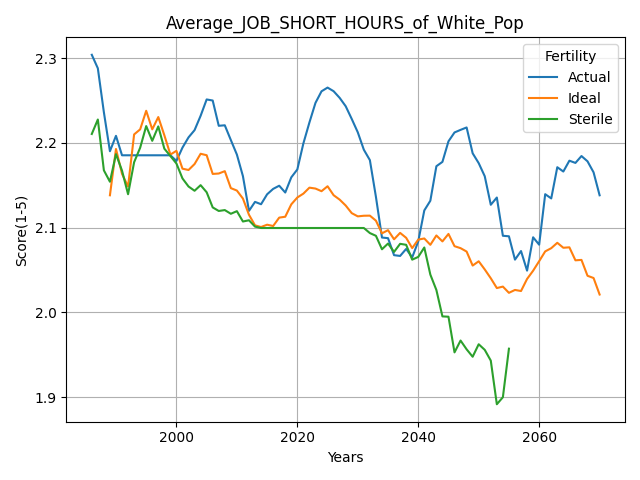 Average_JOB_SHORT_HOURS_of_White_Pop
Fertility
Actual
Ideal
Sterile
Score(1-5)
2.3
2.2
2.1
2.0
1.9
2000
2020
2040
2060
Years